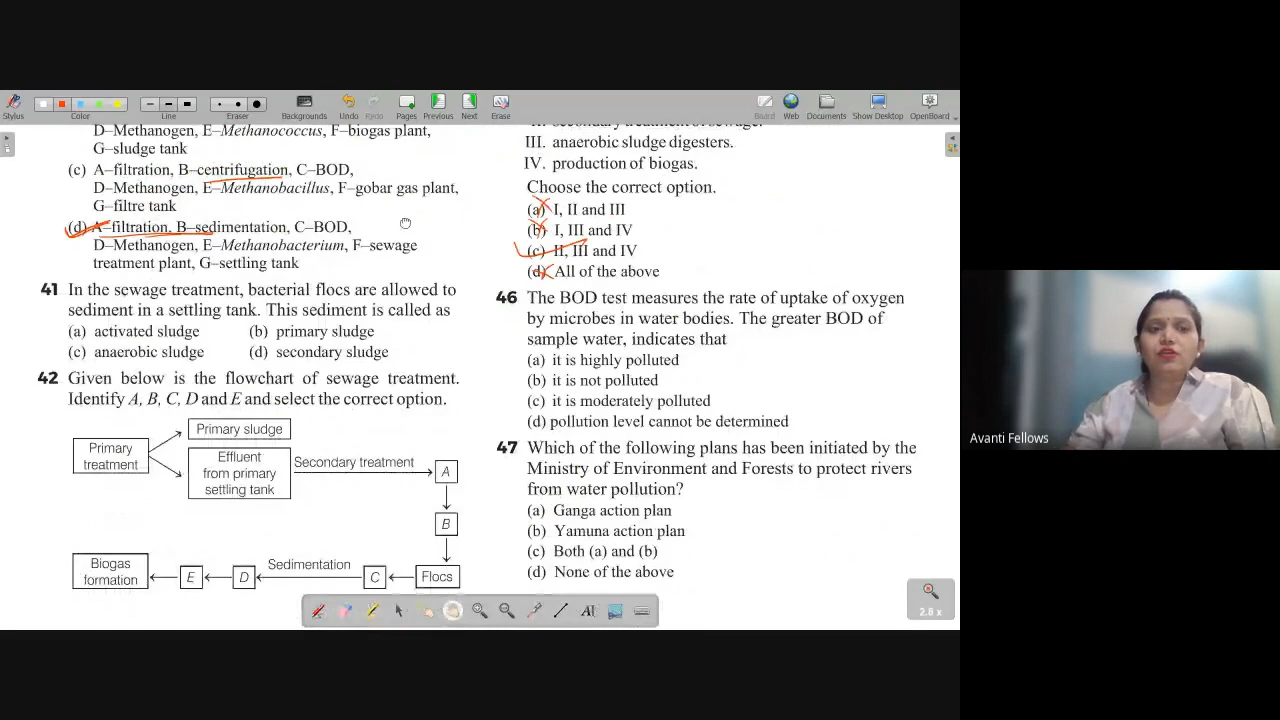 Stylus
Color
Line
Eraser
Backgrounds
Undo
Redo
Pages
Previous
Next
Erase
Board
Web
Documents
Show Desktop
OpenBoard
D–Methanogen, E–Methanococcus, F–biogas plant,
G–sludge tank
(c) A–filtration, B–centrifugation, C–BOD,
D–Methanogen, E–Methanobacillus, F–gobar gas plant,
G–filtre tank
(d) A–filtration, B–sedimentation, C–BOD,
D–Methanogen, E–Methanobacterium, F–sewage
treatment plant, G–settling tank
41 In the sewage treatment, bacterial flocs are allowed to
sediment in a settling tank. This sediment is called as
(a) activated sludge (b) primary sludge
(c) anaerobic sludge (d) secondary sludge
42 Given below is the flowchart of sewage treatment.
Identify A, B, C, D and E and select the correct option.
Primary
treatment
Primary sludge
Effluent
from primary
settling tank
Secondary treatment
A
B
Flocs
C
Sedimentation
D
E
Biogas
formation
II. secondary treatment of sewage.
III. anaerobic sludge digesters.
IV. production of biogas.
Choose the correct option.
(a) I, II and III
(b) I, III and IV
(c) II, III and IV
(d) All of the above
46 The BOD test measures the rate of uptake of oxygen
by microbes in water bodies. The greater BOD of
sample water, indicates that
(a) it is highly polluted
(b) it is not polluted
(c) it is moderately polluted
(d) pollution level cannot be determined
47 Which of the following plans has been initiated by the
Ministry of Environment and Forests to protect rivers
from water pollution?
(a) Ganga action plan
(b) Yamuna action plan
(c) Both (a) and (b)
(d) None of the above
2.8 x
Avanti Fellows